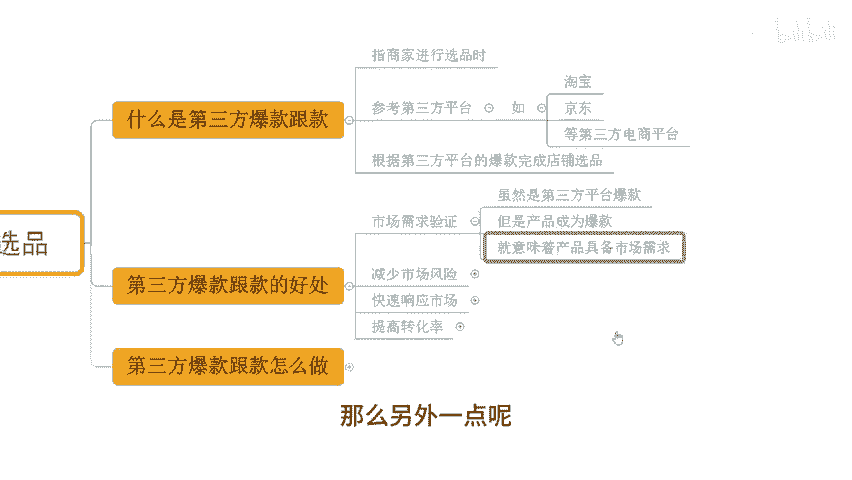 选品
什么是第三方爆款跟款
指商家进行选品时
参考第三方平台
如
淘宝
京东
等第三方电商平台
根据第三方平台的爆款完成店铺选品
第三方爆款跟款的好处
市场需求验证
虽然是第三方平台爆款
但是产品成为爆款
就意味着产品具备市场需求
减少市场风险
快速响应市场
提高转化率
第三方爆款跟款怎么做
那么另外一点呢